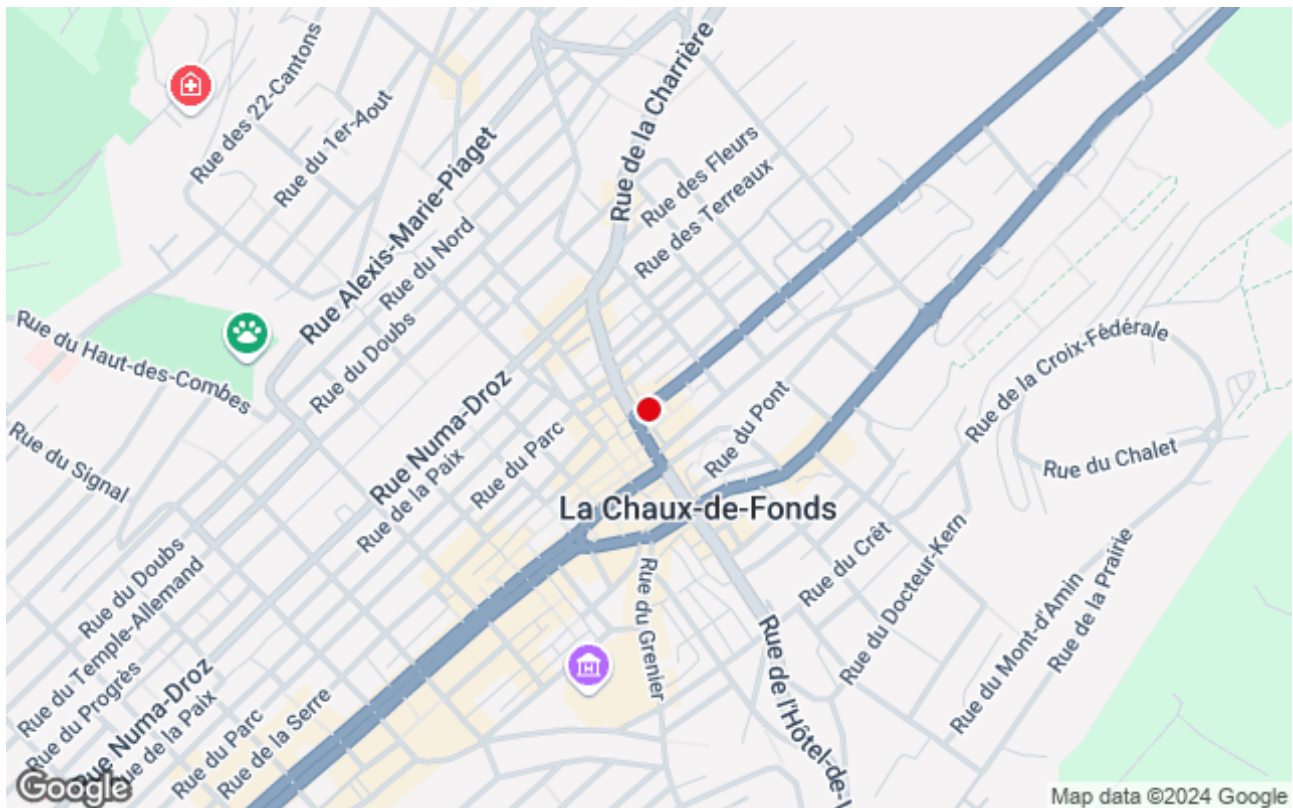 Rue des 22-Cantons
Rue du 1er-Aout
Rue Alexis-Marie-Piaget
Rue de la Charrière
Rue des Fleurs
Rue des Terreaux
Rue du Nord
Rue du Haut-des-Combes
Rue du Doubs
Rue Numa-Droz
Rue du Signal
Rue de la Paix
Rue du Parc
Rue du Pont
Rue de la Croix-Fédérale
Rue du Chalet
La Chaux-de-Fonds
Rue du Doubs
Rue du Temple-Allemand
Rue du Progrès
Rue Numa-Droz
Rue de la Paix
Rue du Parc
Rue de la Serre
Rue du Grenier
Rue du Crêt
Rue du Docteur-Kern
Rue du Mont-d'Amin
Rue de la Prairie
Rue de l'Hôtel-de-
Google
Map data ©2024 Google